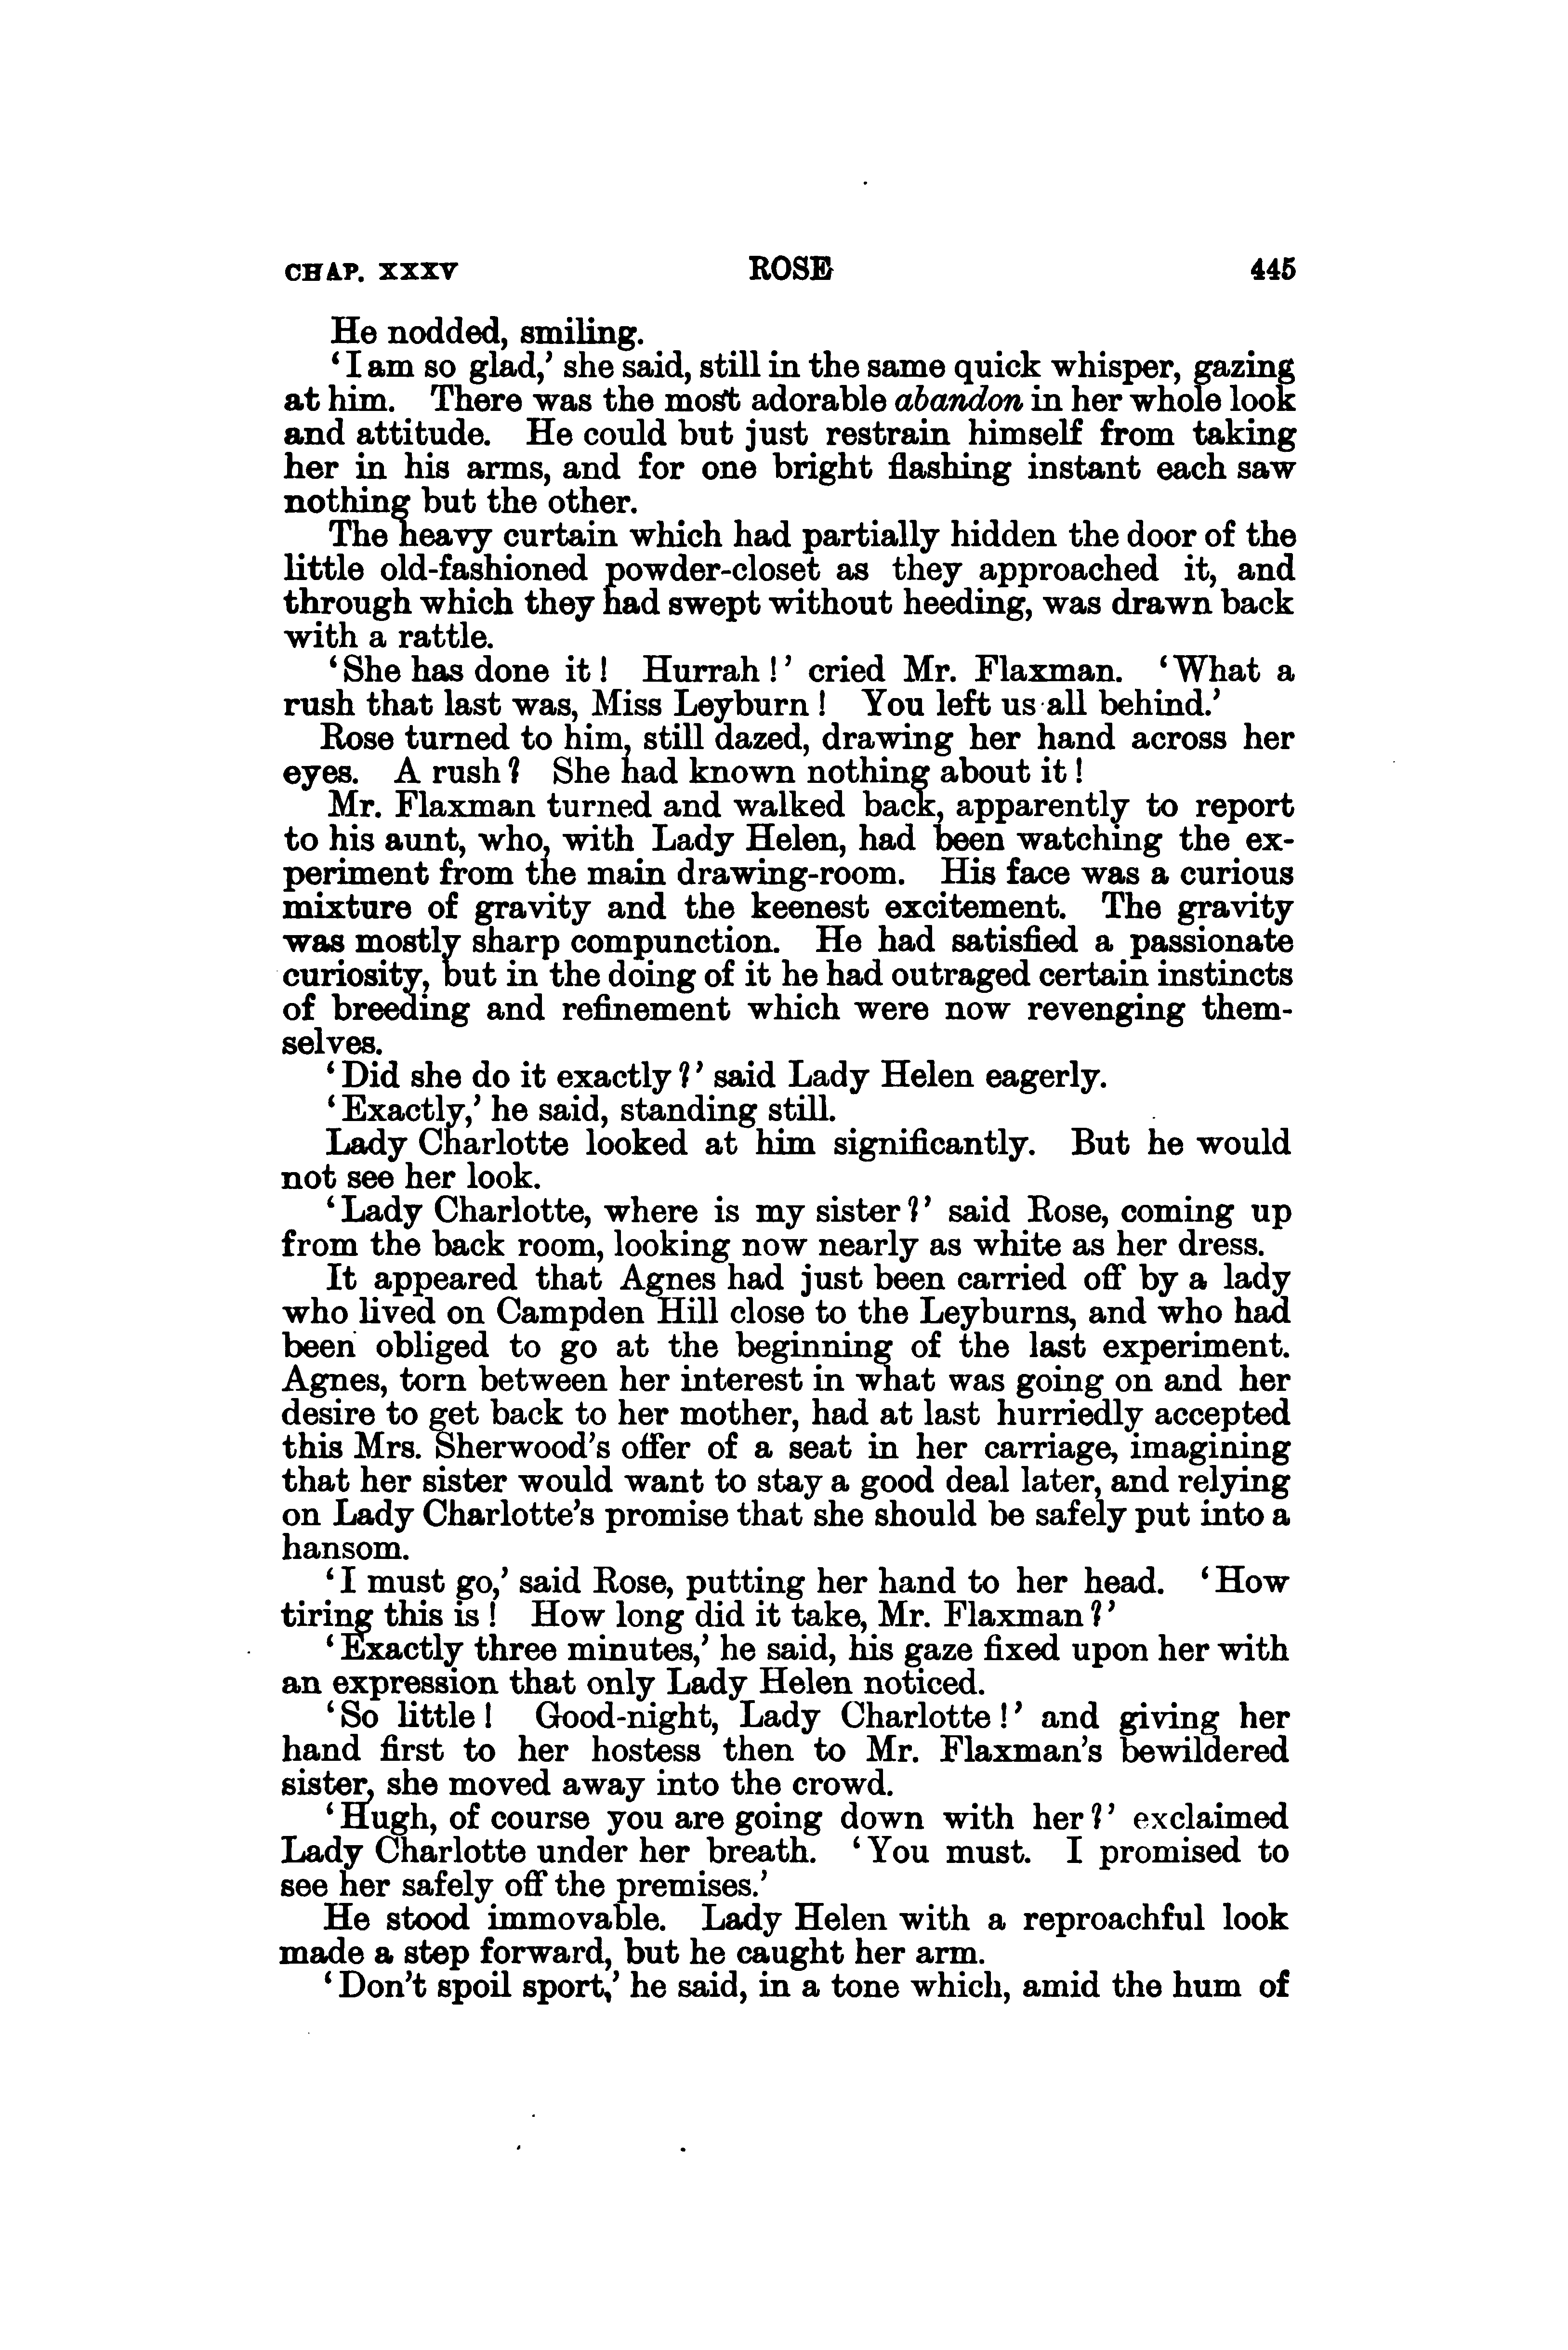 CHAP. XXXV ROSE 445
He nodded, smiling.
‘I am so glad,’ she said, still in the same quick whisper, gazing
at him. There was the most adorable abandon in her whole look
and attitude. He could but just restrain himself from taking
her in his arms, and for one bright flashing instant each saw
nothing but the other.
The heavy curtain which had partially hidden the door of the
little old-fashioned powder-closet as they approached it, and
through which they had swept without heeding, was drawn back
with a rattle.
‘She has done it! Hurrah!’ cried Mr. Flaxman. ‘What a
rush that last was, Miss Leyburn! You left us all behind.’
Rose turned to him, still dazed, drawing her hand across her
eyes. A rush? She had known nothing about it!
Mr. Flaxman turned and walked back, apparently to report
to his aunt, who, with Lady Helen, had been watching the ex-
periment from the main drawing-room. His face was a curious
mixture of gravity and the keenest excitement. The gravity
was mostly sharp compunction. He had satisfied a passionate
curiosity, but in the doing of it he had outraged certain instincts
of breeding and refinement which were now revenging them-
selves.
‘Did she do it exactly?’ said Lady Helen eagerly.
‘Exactly,’ he said, standing still.
Lady Charlotte looked at him significantly. But he would
not see her look.
‘Lady Charlotte, where is my sister?’ said Rose, coming up
from the back room, looking now nearly as white as her dress.
It appeared that Agnes had just been carried off by a lady
who lived on Campden Hill close to the Leyburns, and who had
been obliged to go at the beginning of the last experiment.
Agnes, torn between her interest in what was going on and her
desire to get back to her mother, had at last hurriedly accepted
this Mrs. Sherwood’s offer of a seat in her carriage, imagining
that her sister would want to stay a good deal later, and relying
on Lady Charlotte’s promise that she should be safely put into a
hansom.
‘I must go,’ said Rose, putting her hand to her head. ‘How
tiring this is! How long did it take, Mr. Flaxman?’
‘Exactly three minutes,’ he said, his gaze fixed upon her with
an expression that only Lady Helen noticed.
‘So little! Good-night, Lady Charlotte!’ and giving her
hand first to her hostess then to Mr. Flaxman’s bewildered
sister, she moved away into the crowd.
‘Hugh, of course you are going down with her?’ exclaimed
Lady Charlotte under her breath. ‘You must. I promised to
see her safely off the premises.’
He stood immovable. Lady Helen with a reproachful look
made a step forward, but he caught her arm.
‘Don’t spoil sport,’ he said, in a tone which, amid the hum of